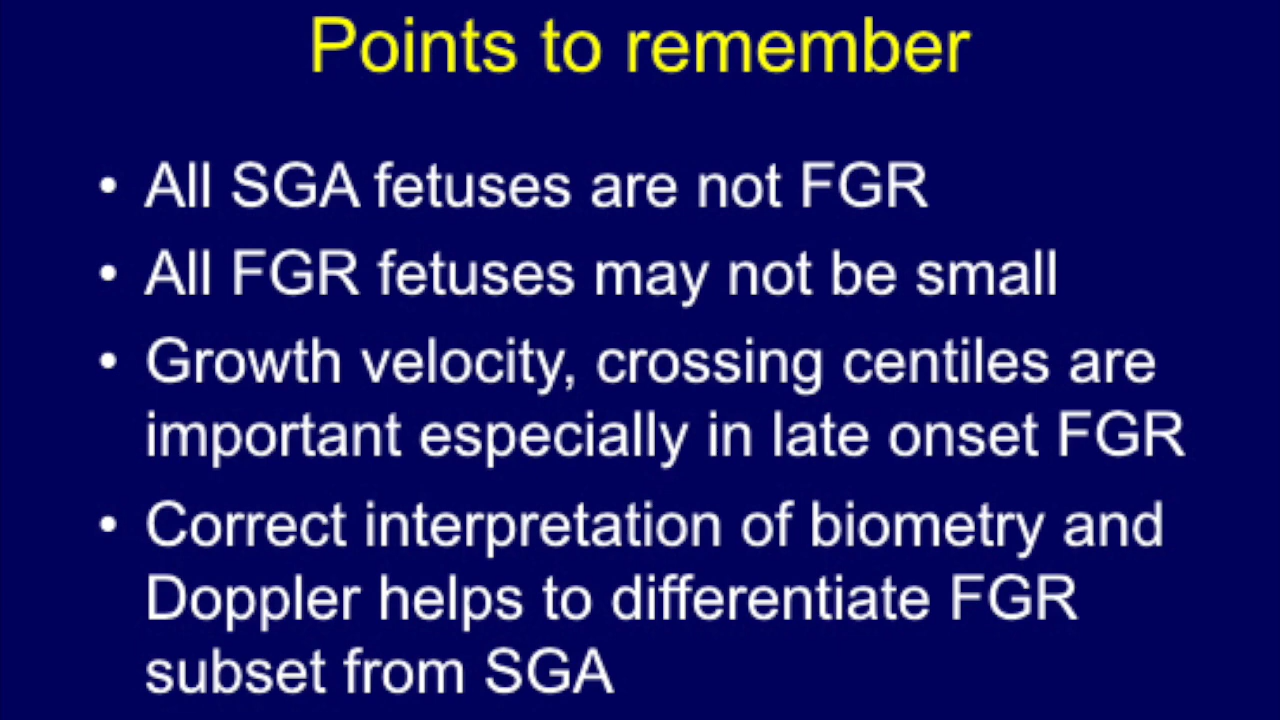 Points to remember
• All SGA fetuses are not FGR
• All FGR fetuses may not be small
• Growth velocity, crossing centiles are
important especially in late onset FGR
• Correct interpretation of biometry and
Doppler helps to differentiate FGR
subset from SGA